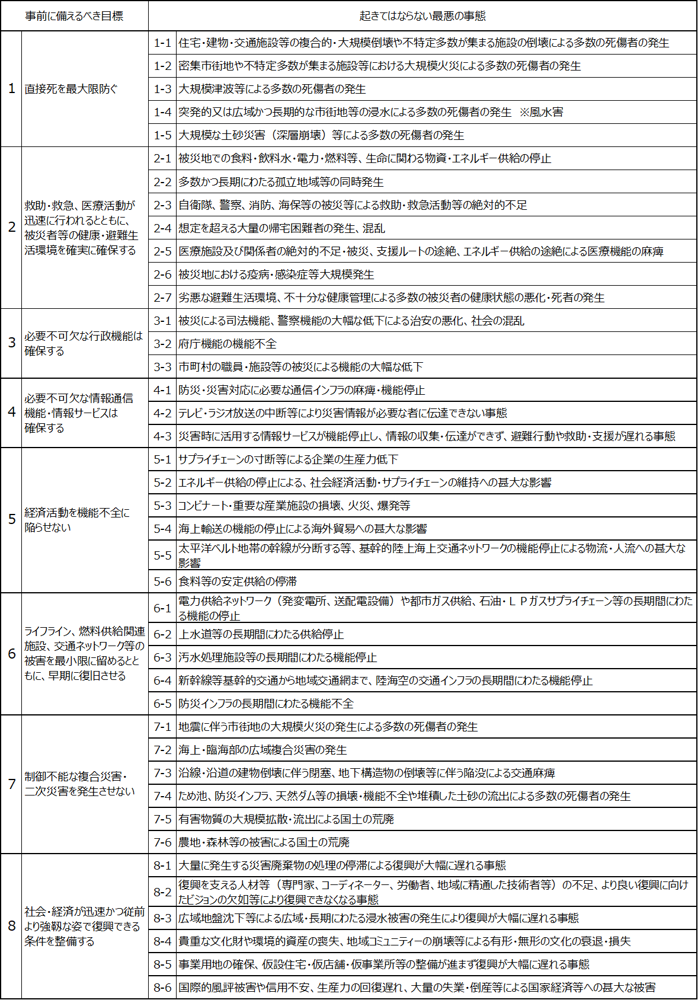 事前に備えるべき目標
起きてはならない最悪の事態
1
直接死を最大限防ぐ
1-1 住宅・建物・交通施設等の複合的・大規模倒壊や不特定多数が集まる施設の倒壊による多数の死傷者の発生
1-2 密集市街地や不特定多数が集まる施設等における大規模火災による多数の死傷者の発生
1-3 大規模津波等による多数の死傷者の発生
1-4 突発的又は広域かつ長期的な市街地等の浸水による多数の死傷者の発生　※風水害
1-5 大規模な土砂災害（深層崩壊）等による多数の死傷者の発生
2
救助・救急、医療活動が
迅速に行われるとともに、
被災者等の健康・避難生
活環境を確実に確保する
2-1 被災地での食料・飲料水・電力・燃料等、生命に関わる物資・エネルギー供給の停止
2-2 多数かつ長期にわたる孤立地域等の同時発生
2-3 自衛隊、警察、消防、海保等の被災等による救助・救急活動等の絶対的不足
2-4 想定を超える大量の帰宅困難者の発生、混乱
2-5 医療施設及び関係者の絶対的不足・被災、支援ルートの途絶、エネルギー供給の途絶による医療機能の麻痺
2-6 被災地における疫病・感染症等大規模発生
2-7 劣悪な避難生活環境、不十分な健康管理による多数の被災者の健康状態の悪化・死者の発生
3
必要不可欠な行政機能は
確保する
3-1 被災による司法機能、警察機能の大幅な低下による治安の悪化、社会の混乱
3-2 府庁機能の機能不全
3-3 市町村の職員・施設等の被災による機能の大幅な低下
4
必要不可欠な情報通信
機能・情報サービスは
確保する
4-1 防災・災害対応に必要な通信インフラの麻痺・機能停止
4-2 テレビ・ラジオ放送の中断等により災害情報が必要な者に伝達できない事態
4-3 災害時に活用する情報サービスが機能停止し、情報の収集・伝達ができず、避難行動や救助・支援が遅れる事態
5
経済活動を機能不全に
陥らせない
5-1 サプライチェーンの寸断等による企業の生産力低下
5-2 エネルギー供給の停止による、社会経済活動・サプライチェーンの維持への甚大な影響
5-3 コンビナート・重要な産業施設の損壊、火災、爆発等
5-4 海上輸送の機能の停止による海外貿易への甚大な影響
5-5 太平洋ベルト地帯の幹線が分断する等、基幹的陸上海上交通ネットワークの機能停止による物流・人流への甚大な
影響
5-6 食料等の安定供給の停滞
6
ライフライン、燃料供給関連
施設、交通ネットワーク等の
被害を最小限に留めるとと
もに、早期に復旧させる
6-1 電力供給ネットワーク（発変電所、送配電設備）や都市ガス供給、石油・ＬＰガスサプライチェーン等の長期間にわた
る機能の停止
6-2 上水道等の長期間にわたる供給停止
6-3 汚水処理施設等の長期間にわたる機能停止
6-4 新幹線等基幹的交通から地域交通網まで、陸海空の交通インフラの長期間にわたる機能停止
6-5 防災インフラの長期間にわたる機能不全
7
制御不能な複合災害・
二次災害を発生させない
7-1 地震に伴う市街地の大規模火災の発生による多数の死傷者の発生
7-2 海上・臨海部の広域複合災害の発生
7-3 沿線・沿道の建物倒壊に伴う閉塞、地下構造物の倒壊等に伴う陥没による交通麻痺
7-4 ため池、防災インフラ、天然ダム等の損壊・機能不全や堆積した土砂の流出による多数の死傷者の発生
7-5 有害物質の大規模拡散・流出による国土の荒廃
7-6 農地・森林等の被害による国土の荒廃
8
社会・経済が迅速かつ従前
より強靱な姿で復興できる
条件を整備する
8-1 大量に発生する災害廃棄物の処理の停滞による復興が大幅に遅れる事態
8-2 復興を支える人材等（専門家、コーディネーター、労働者、地域に精通した技術者等）の不足、より良い復興に向け
たビジョンの欠如等により復興できなくなる事態
8-3 広域地盤沈下等による広域・長期にわたる浸水被害の発生により復興が大幅に遅れる事態
8-4 貴重な文化財や環境的資産の喪失、地域コミュニティーの崩壊等による有形・無形の文化の衰退・損失
8-5 事業用地の確保、仮設住宅・仮店舗・仮事業所等の整備が進まず復興が大幅に遅れる事態
8-6 国際的風評被害や信用不安、生産力の回復遅れ、大量の失業・倒産等による国家経済等への甚大な被害